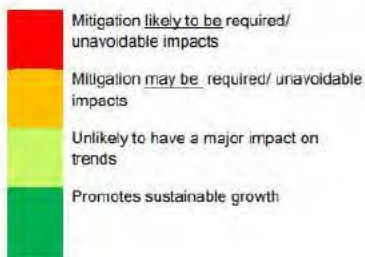 Mitigation likely to be required/
unavoidable impacts
Mitigation may be required/ unavoidable
impacts
Unlikely to have a major impact on
trends
Promotes sustainable growth